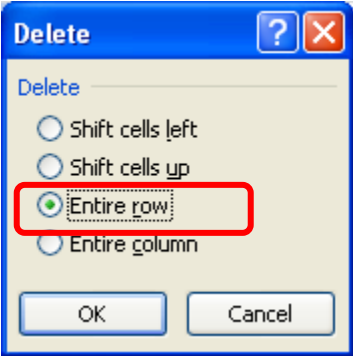 Delete
Delete
Shift cells left
Shift cells up
Entire row
Entire column
OK Cancel